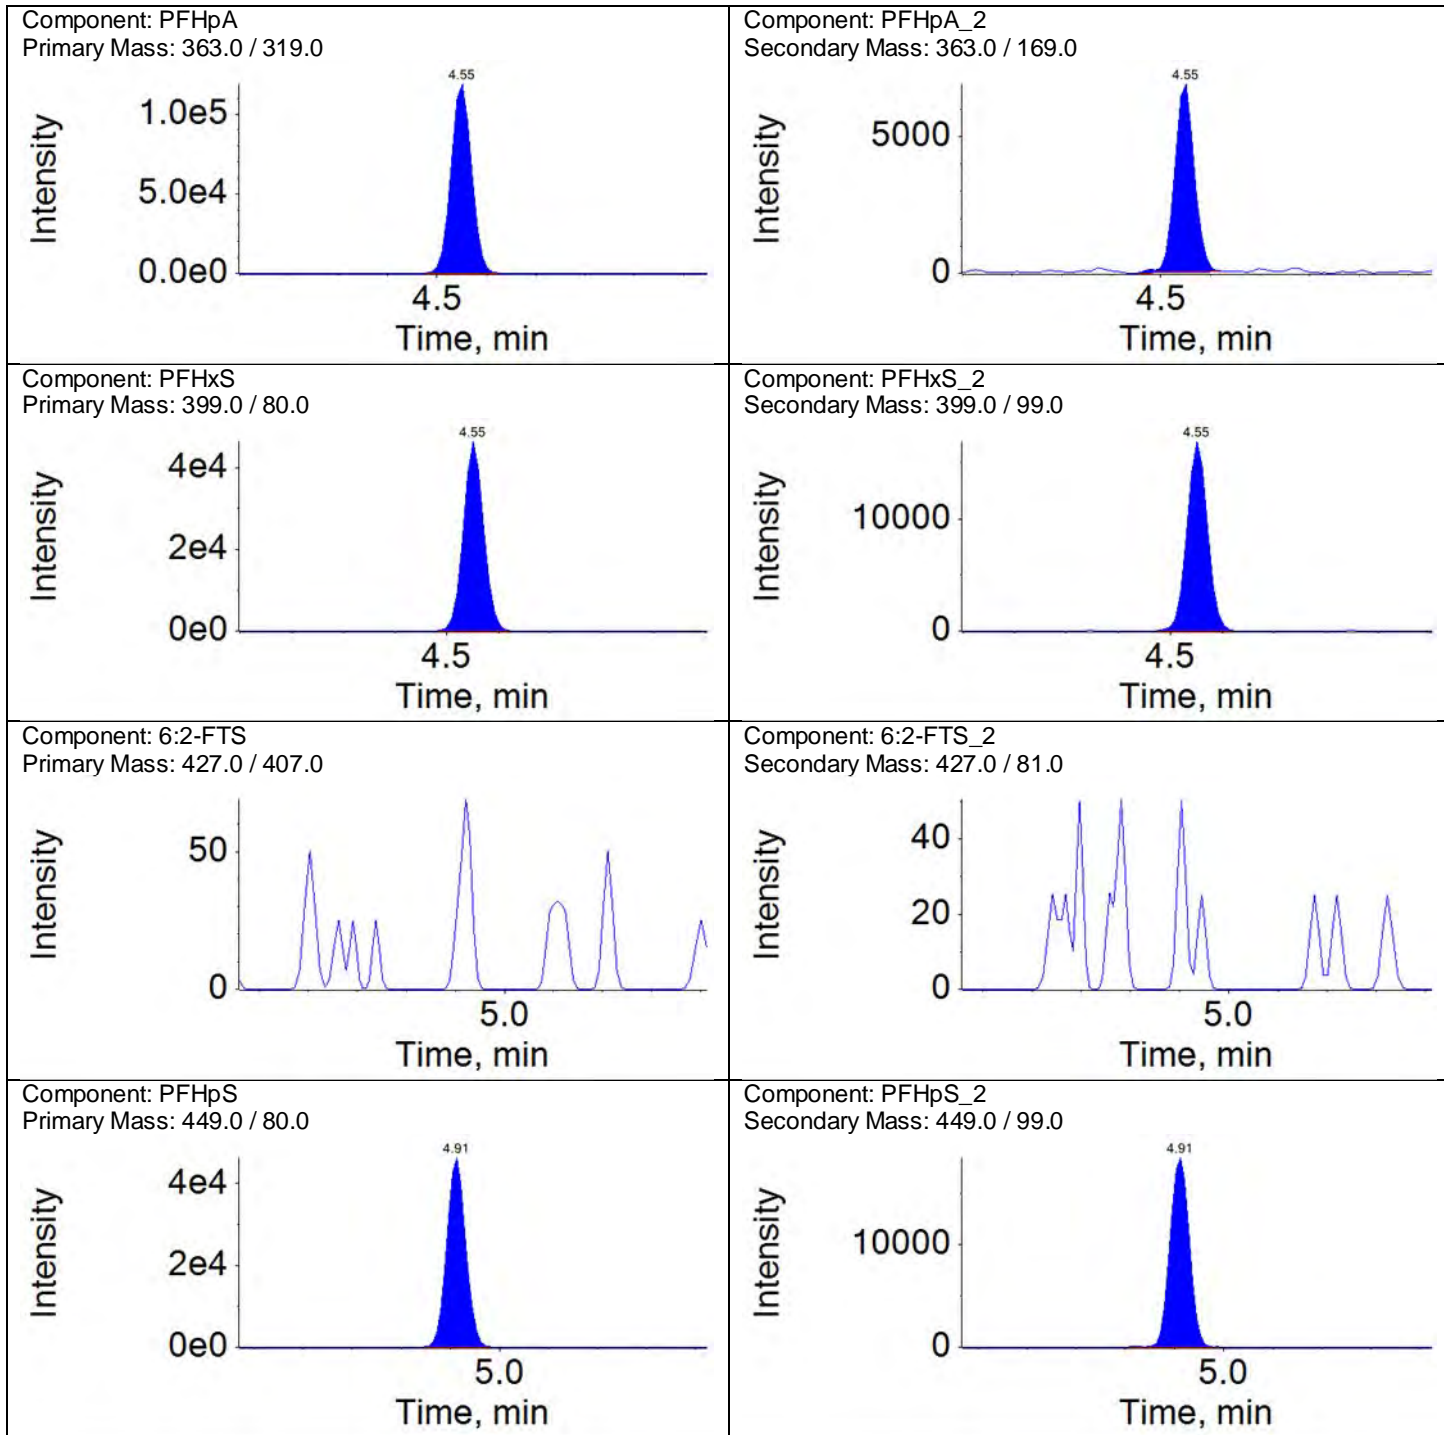 Component: PFHpA
Primary Mass: 363.0 / 319.0
4.55
1.0e5
5.0e4
0.0e0
Intensity
4.5
Time, min
Component: PFHpA_2
Secondary Mass: 363.0 / 169.0
4.55
5000
0
Intensity
4.5
Time, min
Component: PFHxS
Primary Mass: 399.0 / 80.0
4.55
4e4
2e4
0e0
Intensity
4.5
Time, min
Component: PFHxS_2
Secondary Mass: 399.0 / 99.0
4.55
10000
0
Intensity
4.5
Time, min
Component: 6:2-FTS
Primary Mass: 427.0 / 407.0
50
0
Intensity
5.0
Time, min
Component: 6:2-FTS_2
Secondary Mass: 427.0 / 81.0
40
20
0
Intensity
5.0
Time, min
Component: PFHpS
Primary Mass: 449.0 / 80.0
4.91
4e4
2e4
0e0
Intensity
5.0
Time, min
Component: PFHpS_2
Secondary Mass: 449.0 / 99.0
4.91
10000
0
Intensity
5.0
Time, min